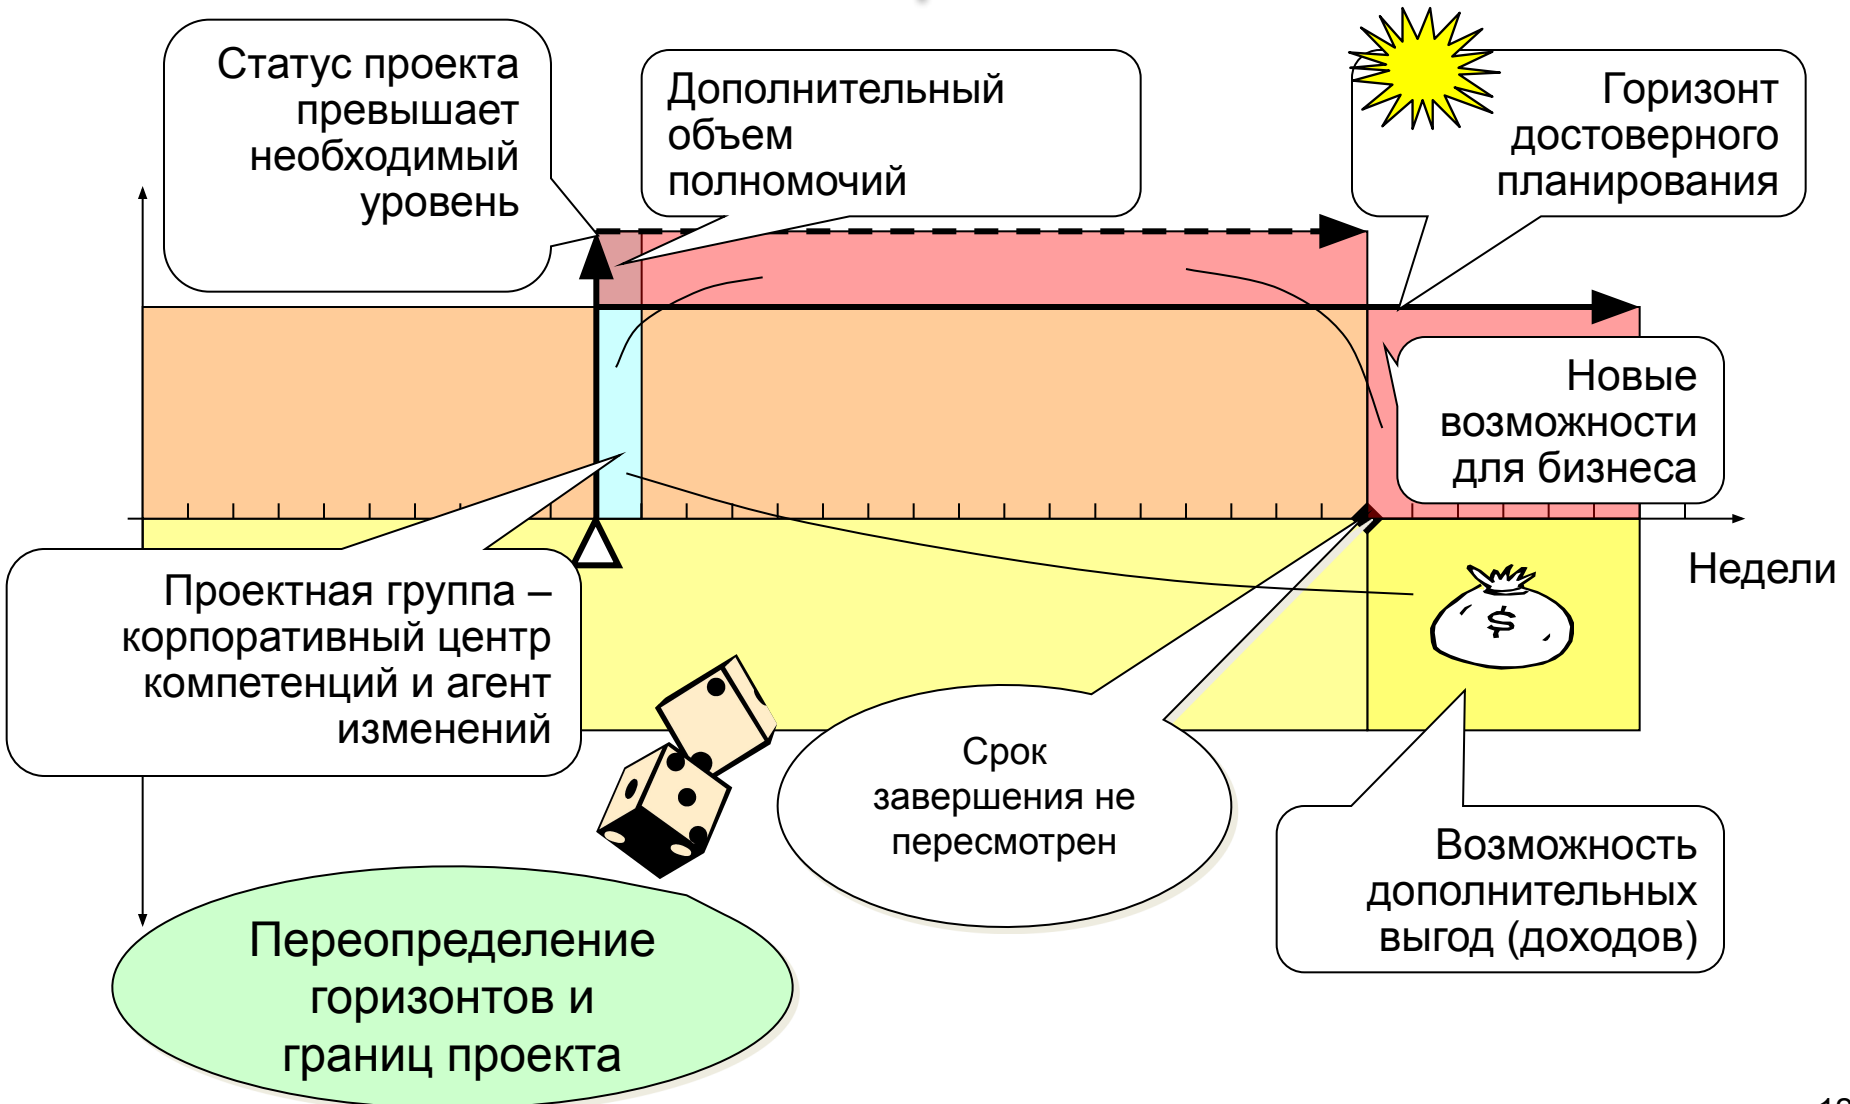 Статус проекта
превышает
необходимый
уровень
Дополнительный
объем
полномочий
Горизонт
достоверного
планирования
Новые
возможности
для бизнеса
Недели
Проектная группа –
корпоративный центр
компетенций и агент
изменений
$
Срок
завершения не
пересмотрен
Возможность
дополнительных
выгод (доходов)
Переопределение
горизонтов и
границ проекта